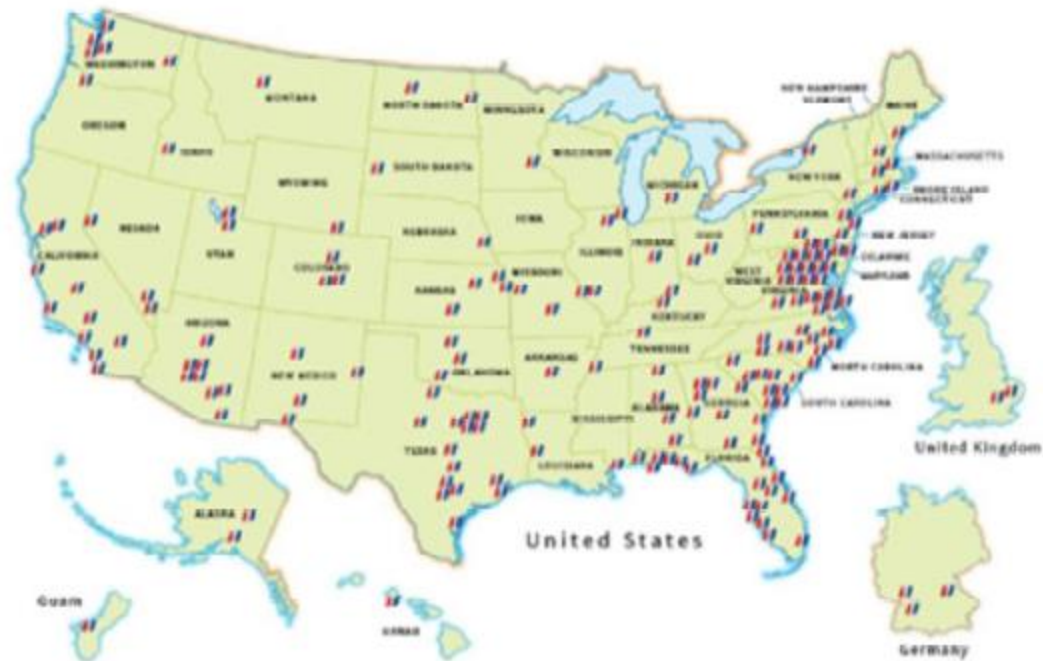 NEW HAMPSHIRE
VERMONT
MAINE
WASHINGTON
MONTANA
NORTH DAKOTA
MINNESOTA
OREGON
IDAHO
WISCONSIN
MASSACHUSETTS
SOUTH DAKOTA
MICHIGAN
NEW YORK
WYOMING
RHODE ISLAND
CONNECTICUT
IOWA
PENNSYLVANIA
NEVADA
NEBRASKA
OHIO
NEW JERSEY
CALIFORNIA
UTAH
COLORADO
ILLINOIS
INDIANA
DELAWARE
MISSOURI
WEST
VIRGINIA
MARYLAND
KANSAS
VIRGINIA
KENTUCKY
ARIZONA
TENNESSEE
NEW MEXICO
OKLAHOMA
ARKANSAS
NORTH CAROLINA
ALABAMA
GEORGIA
SOUTH CAROLINA
MISSISSIPPI
United Kingdom
TEXAS
LOUISIANA
FLORIDA
ALASKA
United States
Guam
HAWAII
Germany